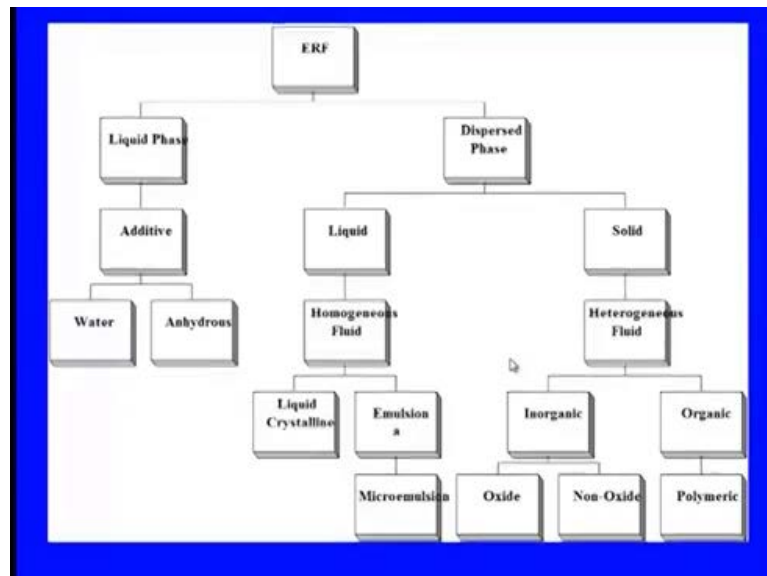 ERF
Liquid Phase
Dispersed
Phase
Additive
Liquid
Solid
Water
Anhydrous
Homogeneous
Fluid
Heterogeneous
Fluid
Liquid
Crystalline
Emulsion
a
Inorganic
Organic
Microemulsion
Oxide
Non-Oxide
Polymeric